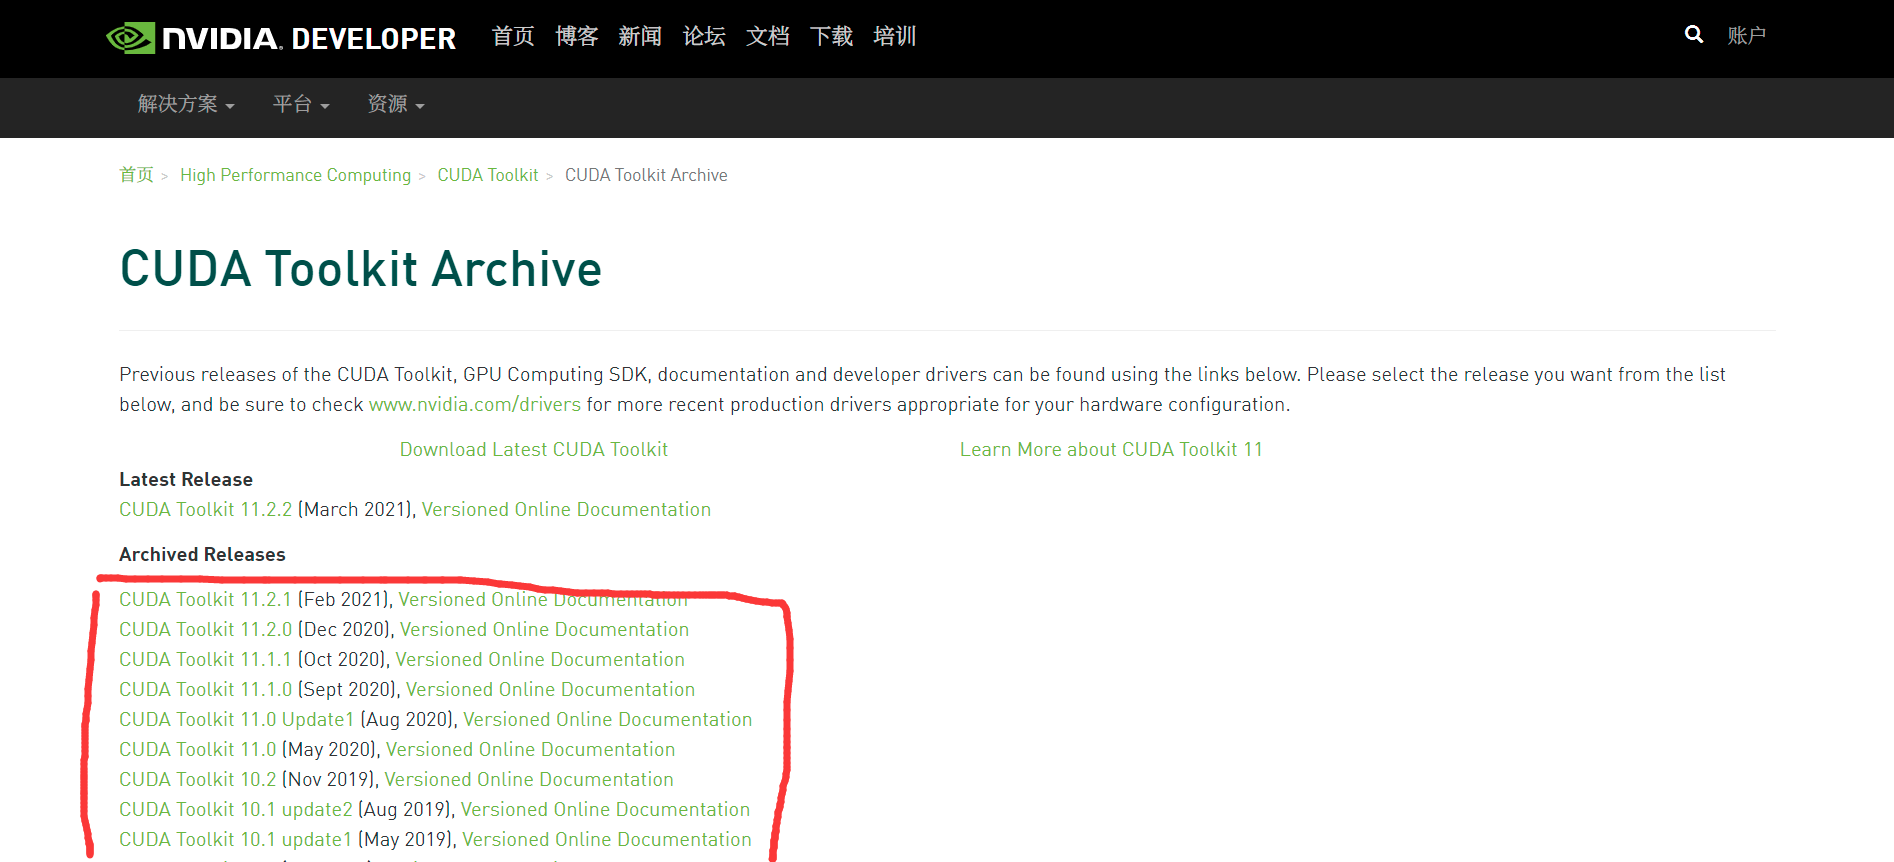 NVIDIA. DEVELOPER 首页 博客 新闻 论坛 文档 下载 培训 账户
解决方案 平台 资源
首页 > High Performance Computing > CUDA Toolkit > CUDA Toolkit Archive
CUDA Toolkit Archive
Previous releases of the CUDA Toolkit, GPU Computing SDK, documentation and developer drivers can be found using the links below. Please select the release you want from the list
below, and be sure to check www.nvidia.com/drivers for more recent production drivers appropriate for your hardware configuration.
Download Latest CUDA Toolkit Learn More about CUDA Toolkit 11
Latest Release
CUDA Toolkit 11.2.2 (March 2021), Versioned Online Documentation
Archived Releases
CUDA Toolkit 11.2.1 (Feb 2021), Versioned Online Documentation
CUDA Toolkit 11.2.0 (Dec 2020), Versioned Online Documentation
CUDA Toolkit 11.1.1 (Oct 2020), Versioned Online Documentation
CUDA Toolkit 11.1.0 (Sept 2020), Versioned Online Documentation
CUDA Toolkit 11.0 Update1 (Aug 2020), Versioned Online Documentation
CUDA Toolkit 11.0 (May 2020), Versioned Online Documentation
CUDA Toolkit 10.2 (Nov 2019), Versioned Online Documentation
CUDA Toolkit 10.1 update2 (Aug 2019), Versioned Online Documentation
CUDA Toolkit 10.1 update1 (May 2019), Versioned Online Documentation